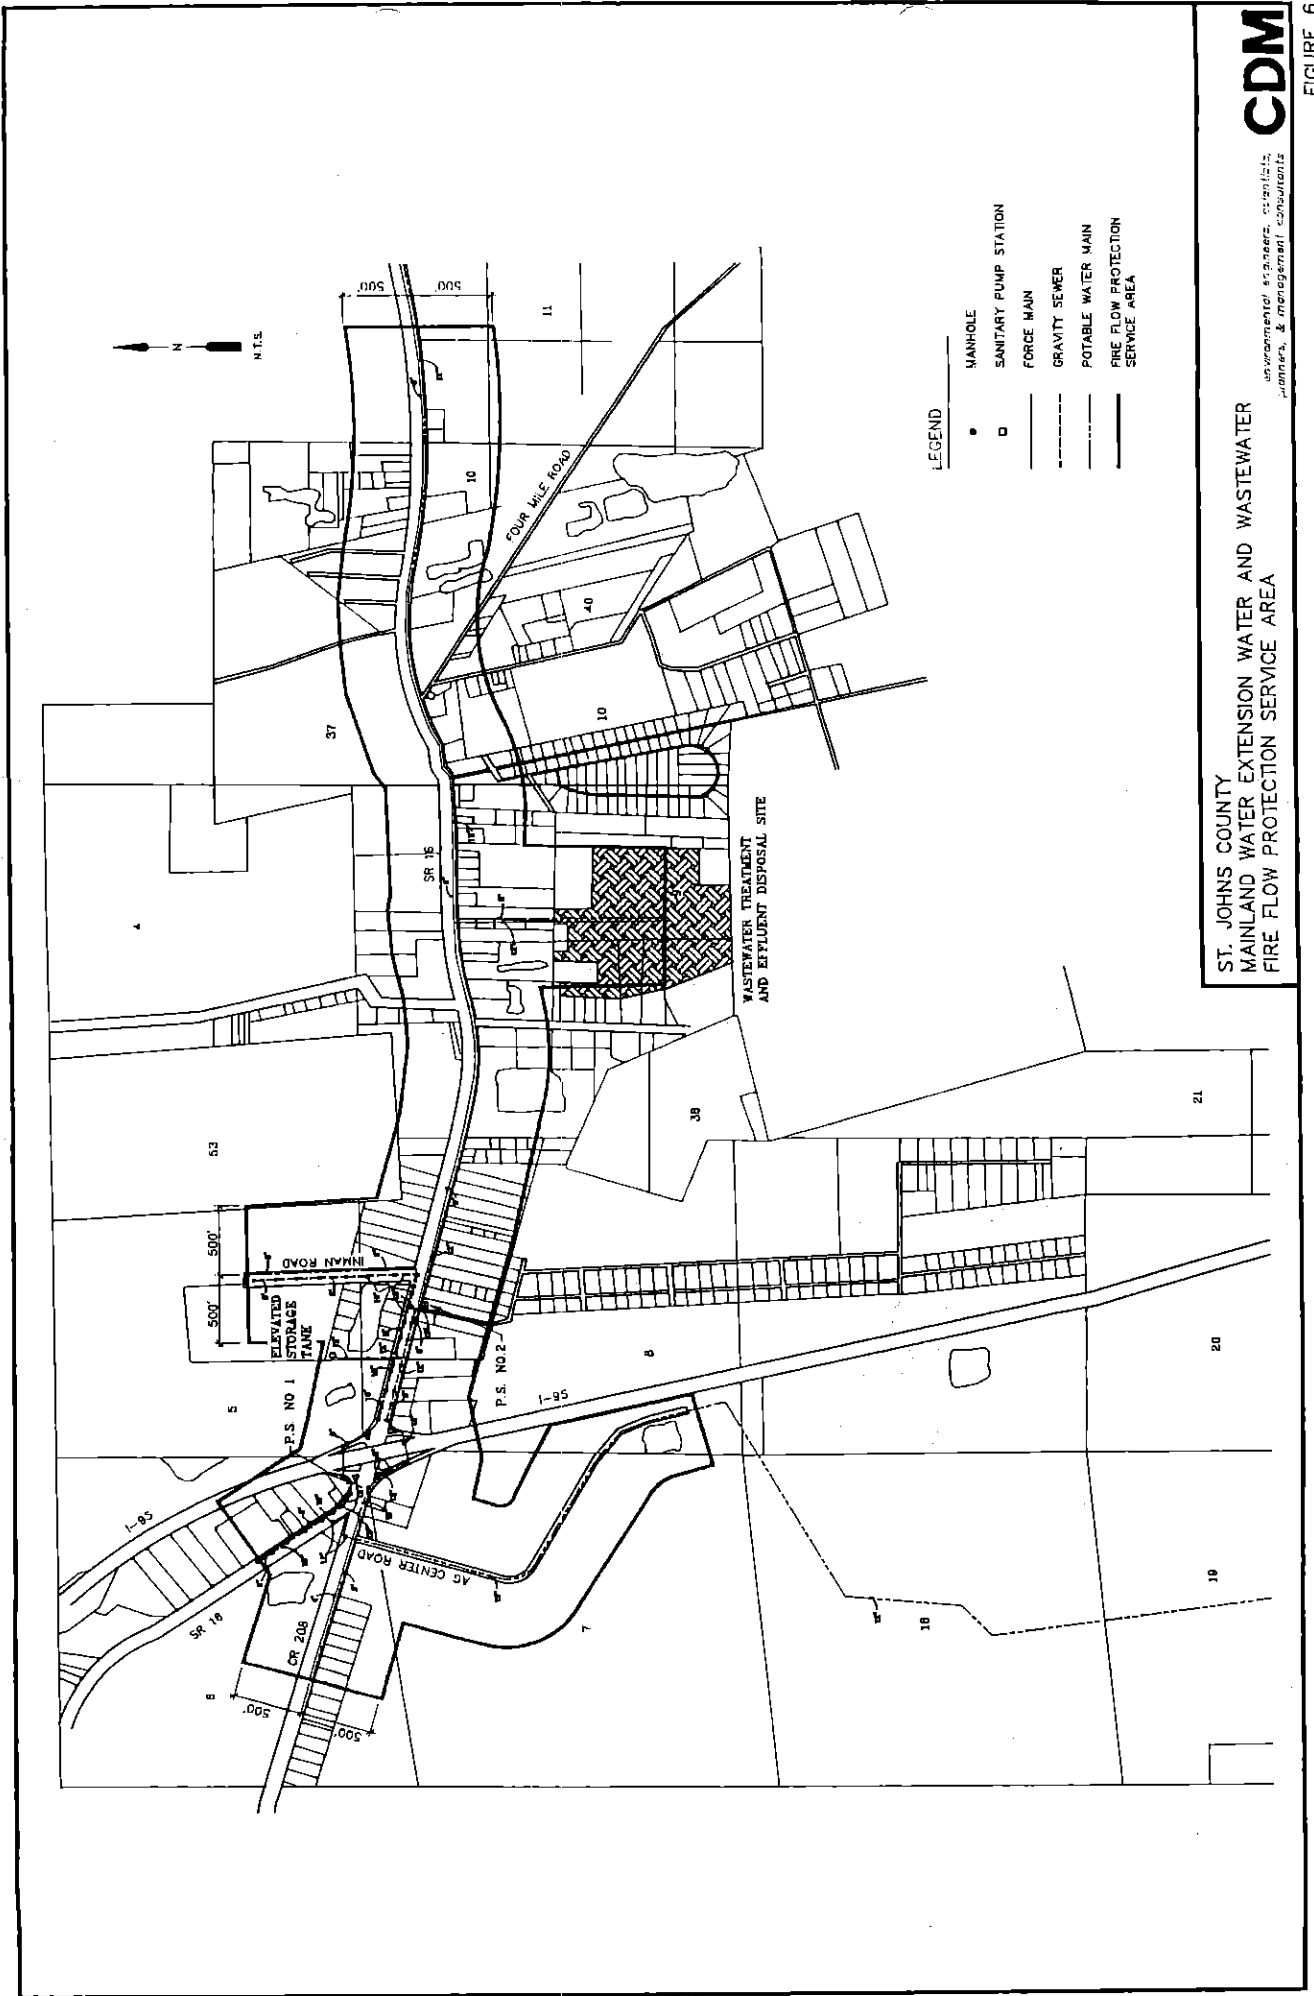 ST. JOHNS COUNTY
MAINLAND WATER EXTENSION WATER AND WASTEWATER
FIRE FLOW PROTECTION SERVICE AREA
environmental engineers, scientists,
planners, & management consultants
CDM
FIGURE 6
LEGEND
MANHOLE
SANITARY PUMP STATION
FORCE MAIN
GRAVITY SEWER
POTABLE WATER MAIN
FIRE FLOW PROTECTION
SERVICE AREA
N
N.T.S.
500'
500'
11
10
FOUR MILE ROAD
40
10
37
SR 16
4
9
WASTEWATER TREATMENT
AND EFFLUENT DISPOSAL SITE
53
38
21
500'
500'
INMAN ROAD
ELEVATED
STORAGE
TANK
P.S. NO 1
P.S. NO.2
5
8
20
I-95
I-95
SR 16
CR 208
AG CENTER ROAD
500'
500'
7
18
19